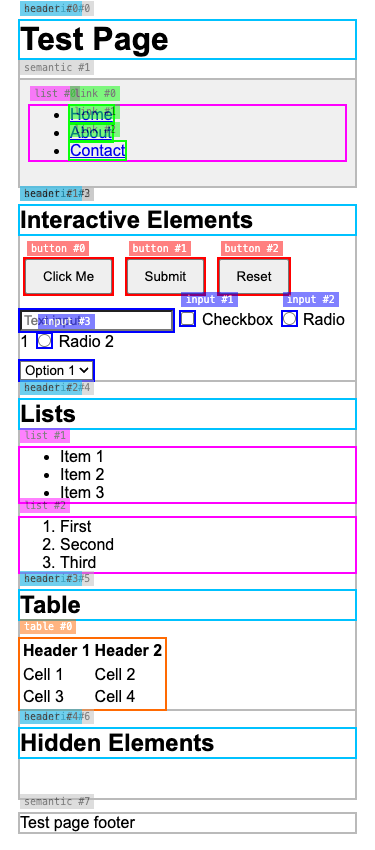 header #0
Test Page
semantic #1
list #0 link #0
link #1
Home
link #2
About
Contact
header #1 #3
Interactive Elements
button #0 button #1 button #2
Click Me Submit Reset
input #1 input #2
input #3
Checkbox Radio
1 Radio 2
Option 1
header #2 #4
Lists
list #1
• Item 1
• Item 2
• Item 3
list #2
1. First
2. Second
3. Third
header #3 #5
Table
table #0
Header 1 Header 2
Cell 1 Cell 2
Cell 3 Cell 4
header #4 #6
Hidden Elements
semantic #7
Test page footer